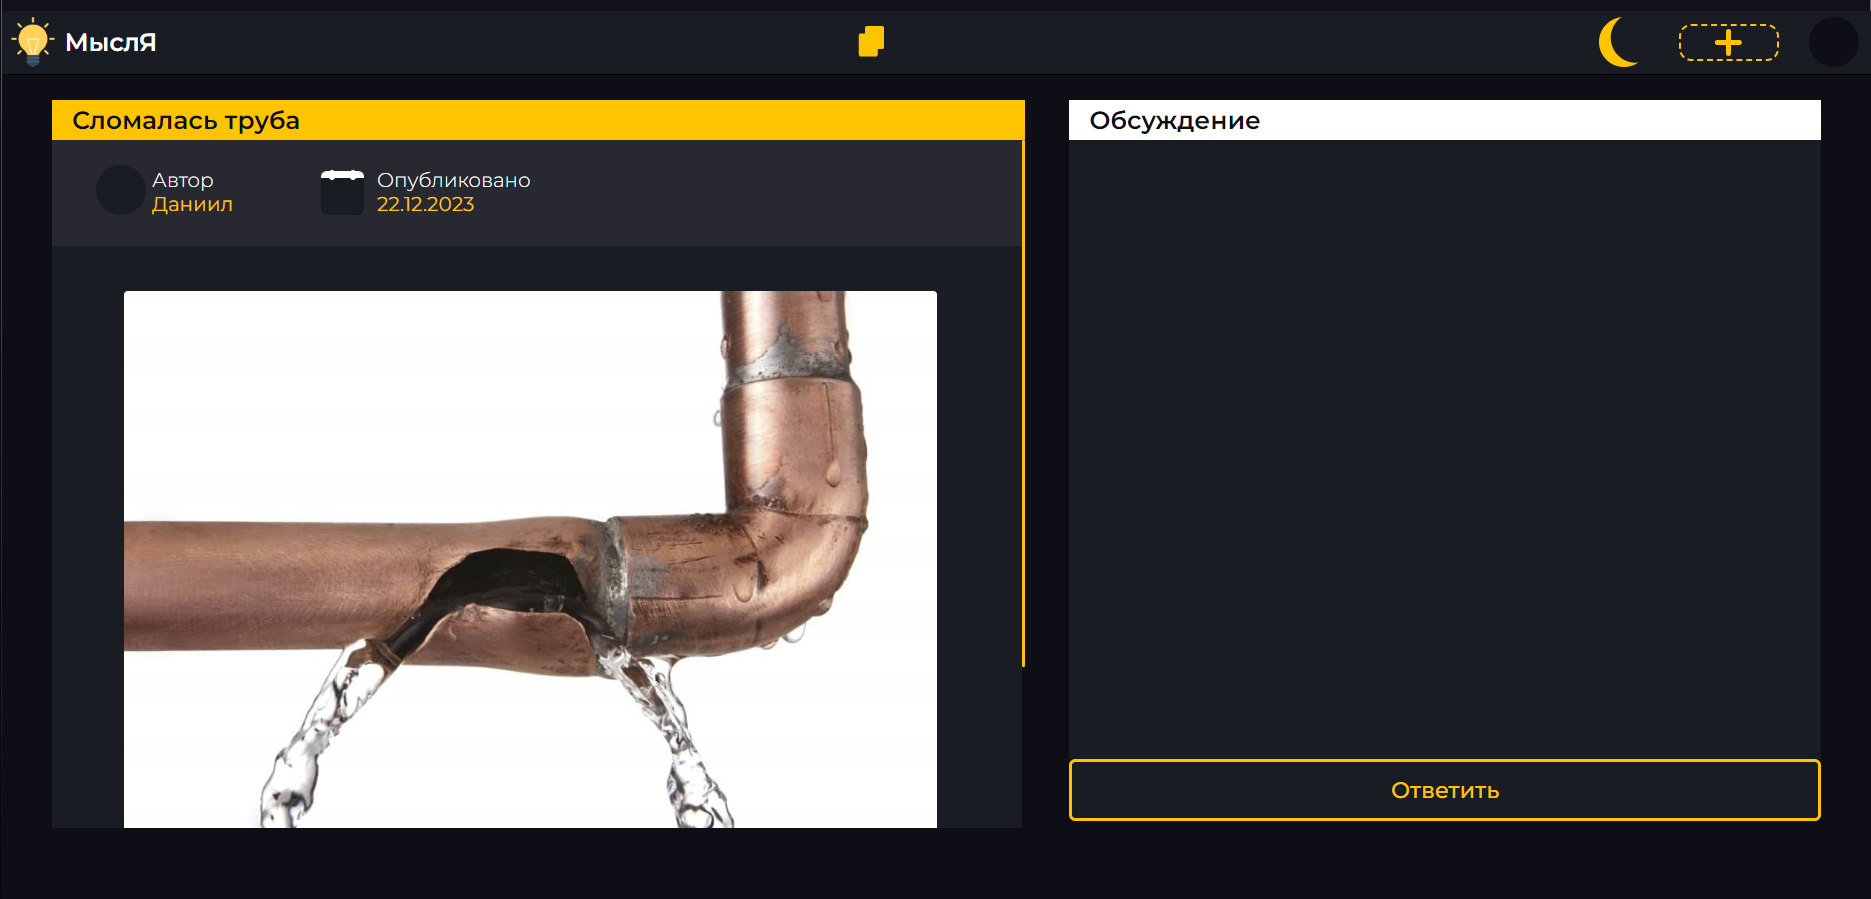 МыслЯ
Сломалась труба
Автор
Даниил
Опубликовано
22.12.2023
Обсуждение
Ответить